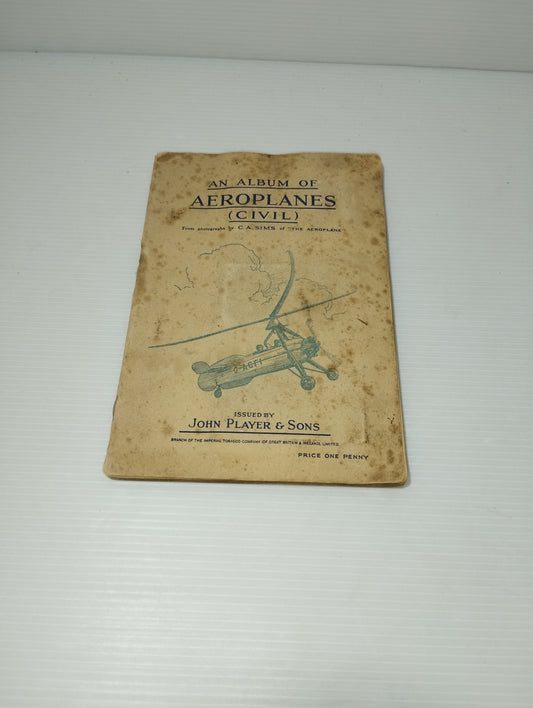 AN ALBUM OF
AEROPLANES
(CIVIL)
From photographs by C.A. SIMS of "THE AEROPLANE"
ISSUED BY
JOHN PLAYER & SONS
BRANCH OF THE IMPERIAL TOBACCO COMPANY (OF GREAT BRITAIN & IRELAND), LIMITED.
PRICE ONE PENNY